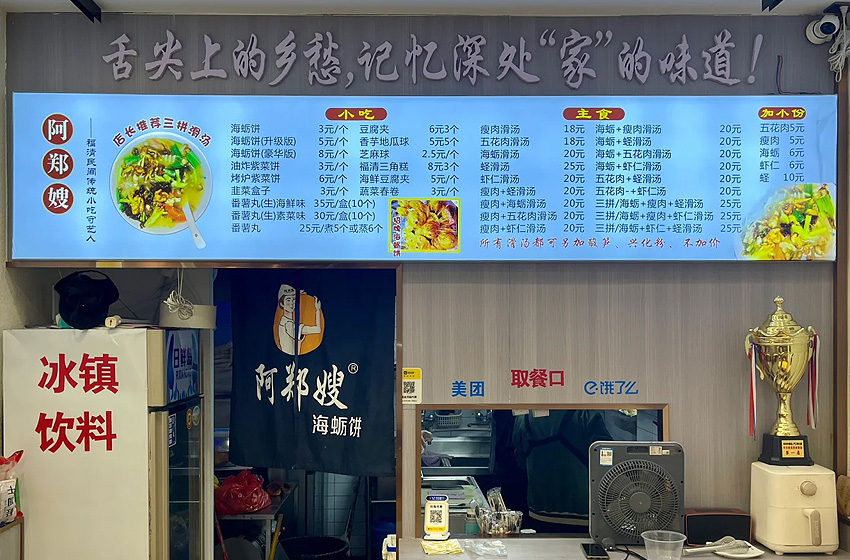 舌尖上的乡愁,记忆深处“家”的味道!
阿郑嫂
——福清民间传统小吃守艺人
店长推荐三拼滑汤
小吃
海蛎饼 3元/个
海蛎饼(升级版) 5元/个
海蛎饼(豪华版) 8元/个
油炸紫菜饼 3元/个
烤炉紫菜饼 6元/个
韭菜盒子 3元/个
番薯丸(生)海鲜味 35元/盒(10个)
番薯丸(生)素菜味 30元/盒(10个)
番薯丸 25元/煮5个或蒸6个
豆腐夹 6元3个
香芋地瓜球 5元5个
芝麻球 2.5元/个
福清三角糕 8元3个
海鲜豆腐夹 5元/个
蔬菜春卷 3元/个
招牌海蛎饼
主食
瘦肉滑汤 18元
五花肉滑汤 18元
海蛎滑汤 20元
蛏滑汤 25元
虾仁滑汤 20元
瘦肉+蛏滑汤 20元
瘦肉+海蛎滑汤 20元
瘦肉+五花肉滑汤 20元
瘦肉+虾仁滑汤 20元
海蛎+瘦肉滑汤 20元
海蛎+蛏滑汤 20元
海蛎+五花肉滑汤 20元
海蛎+虾仁滑汤 20元
五花肉+蛏滑汤 20元
五花肉-+虾仁滑汤 20元
三拼/海蛎+瘦肉+蛏滑汤 25元
三拼/海蛎+瘦肉+虾仁滑汤 25元
三拼/海蛎+虾仁+蛏滑汤 25元
所有滑汤都可另加酸笋、兴化粉、不加价
加小份
五花肉5元
瘦肉 5元
海蛎 6元
虾仁 6元
蛏 10元
冰镇
饮料
阿郑嫂®
海蛎饼
美团
取餐口
饿了么
第一名